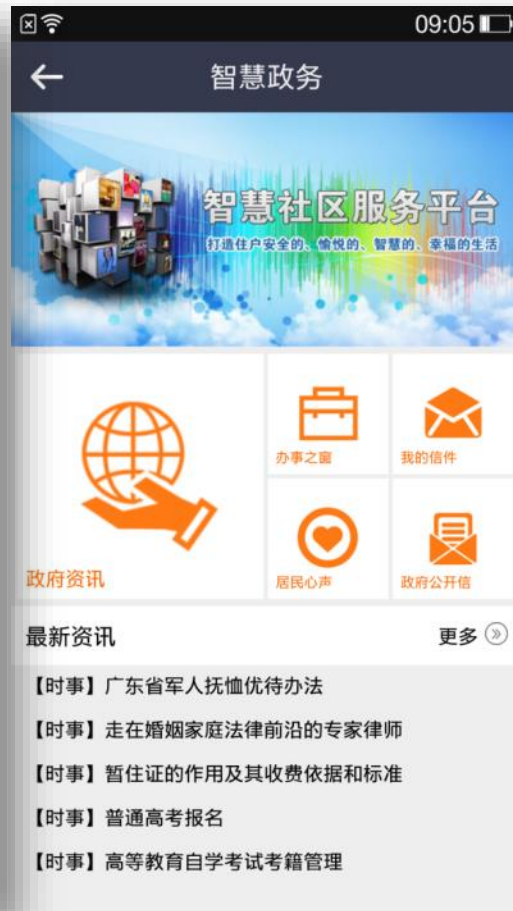 09:05
智慧政务
智慧社区服务平台
打造住户安全的、愉悦的、智慧的、幸福的生活
办事之窗
我的信件
政府资讯
居民心声
政府公开信
最新资讯
更多
【时事】广东省军人抚恤优待办法
【时事】走在婚姻家庭法律前沿的专家律师
【时事】暂住证的作用及其收费依据和标准
【时事】普通高考报名
【时事】高等教育自学考试考籍管理